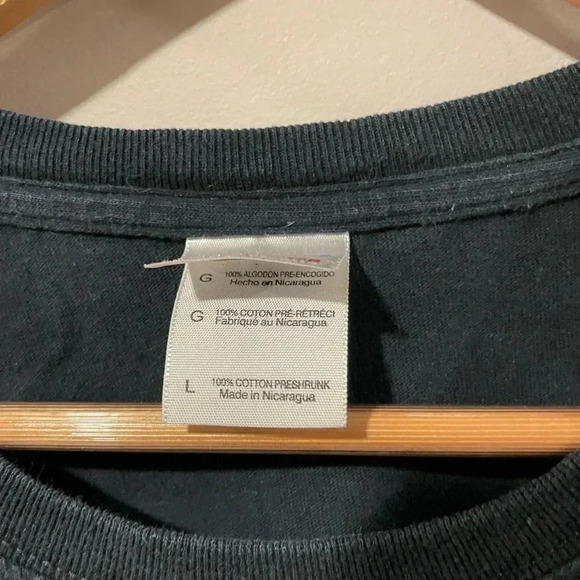 G 100% ALGODÓN PRE-ENCOGIDO
Hecho en Nicaragua
G 100% COTON PRÉ-RÉTRÉCI
Fabriqué au Nicaragua
L 100% COTTON PRESHRUNK
Made in Nicaragua